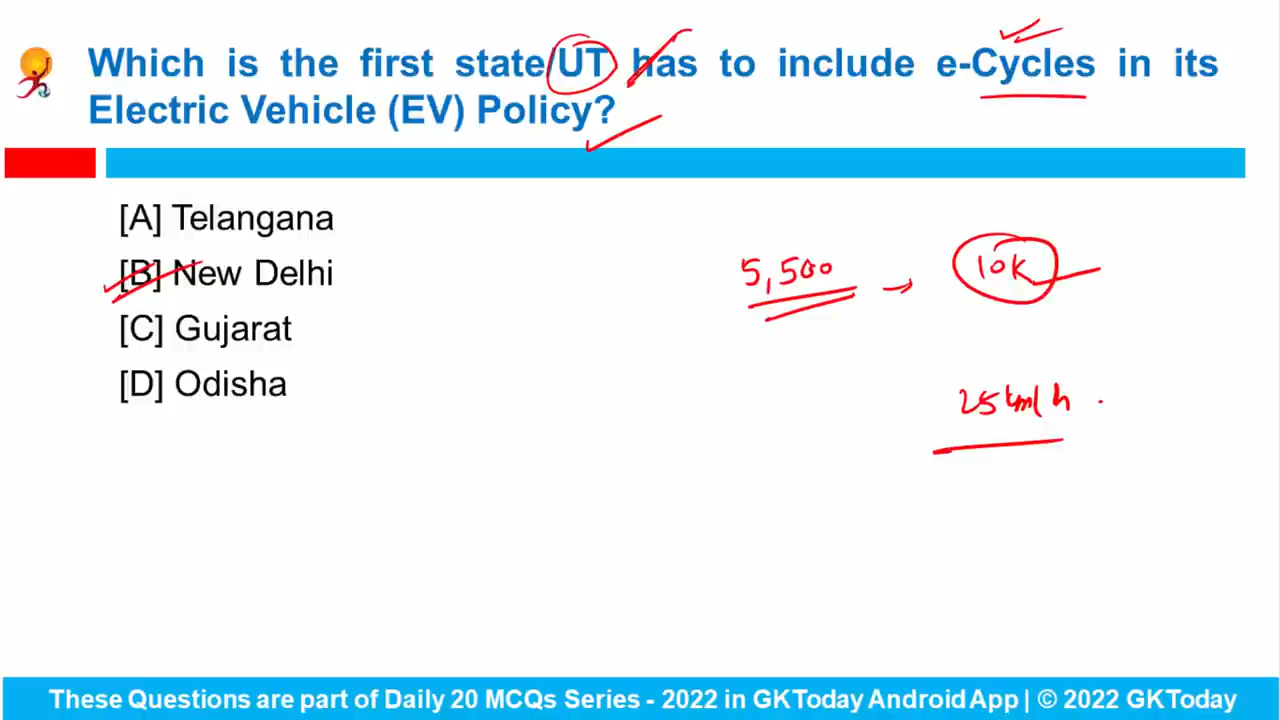 Which is the first state/UT has to include e-Cycles in its
Electric Vehicle (EV) Policy?
[A] Telangana
[B] New Delhi
[C] Gujarat
[D] Odisha
5,500 → 10K
25 km/h
These Questions are part of Daily 20 MCQs Series - 2022 in GKToday Android App | © 2022 GKToday